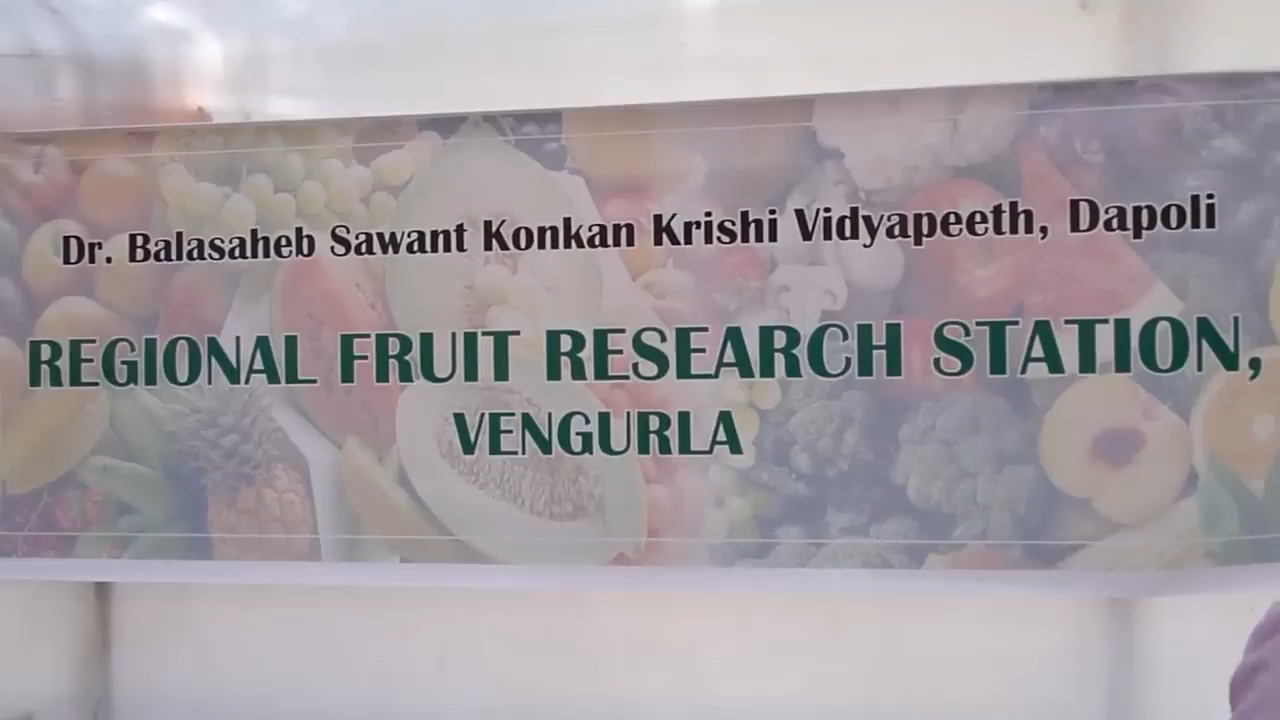 Dr. Balasaheb Sawant Konkan Krishi Vidyapeeth, Dapoli
REGIONAL FRUIT RESEARCH STATION,
VENGURLA